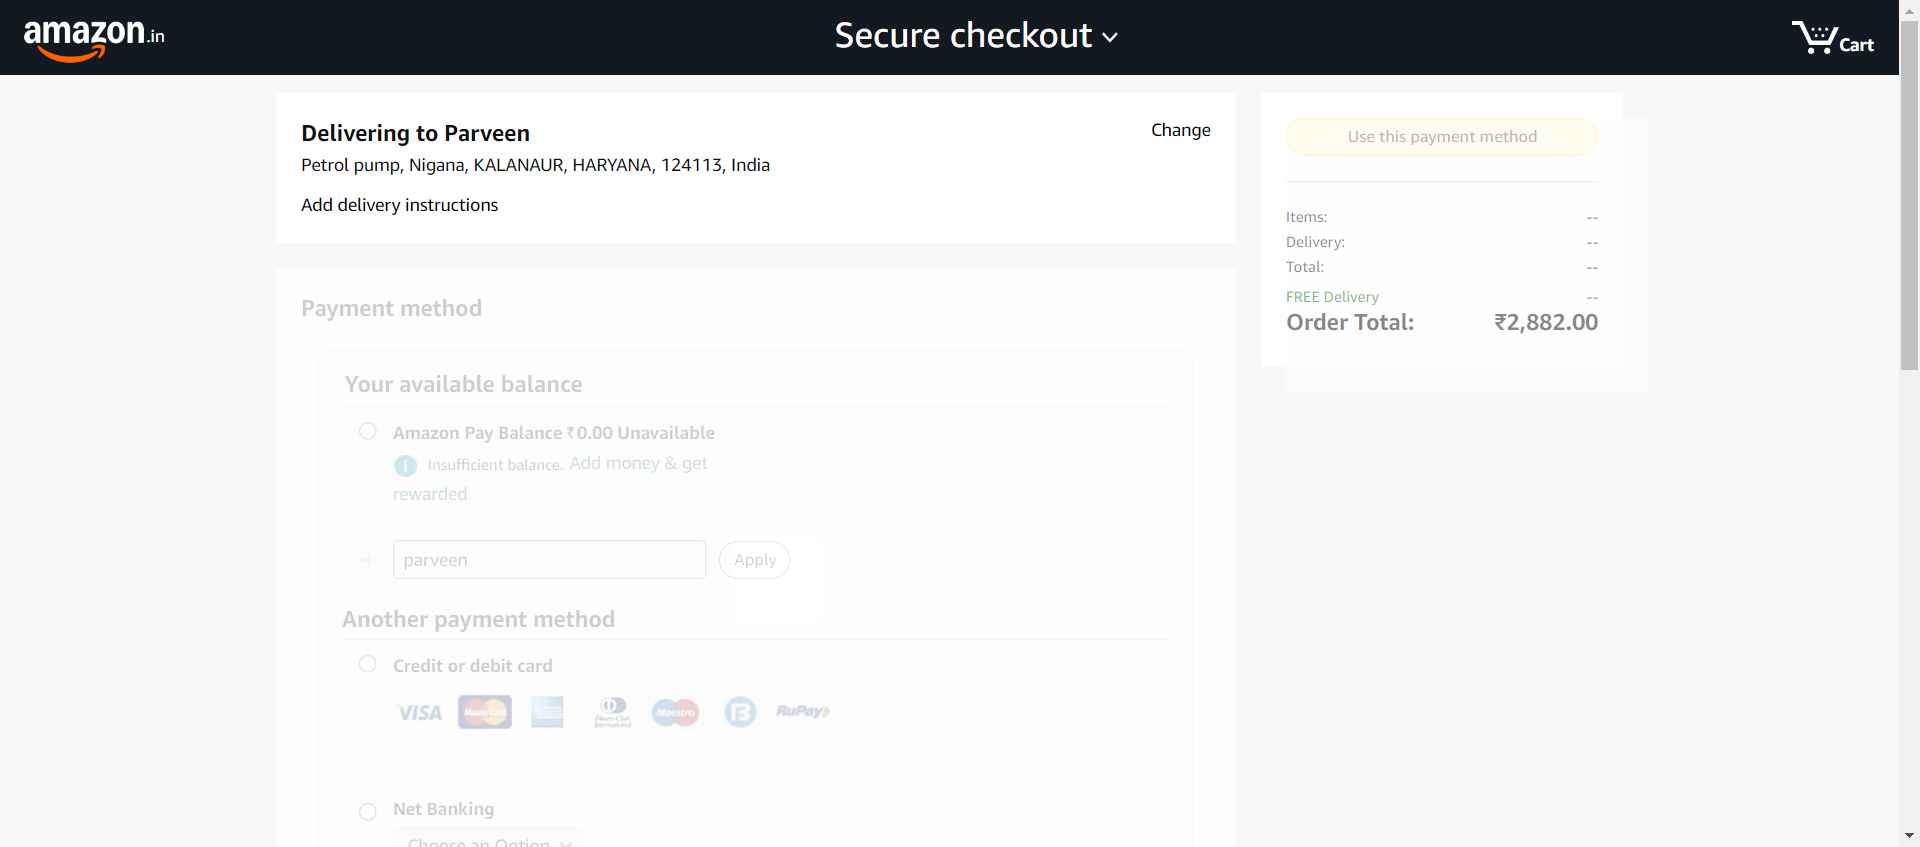 amazon.in
Secure checkout
Cart
Delivering to Parveen
Change
Petrol pump, Nigana, KALANAUR, HARYANA, 124113, India
Add delivery instructions
Payment method
Your available balance
Amazon Pay Balance ₹0.00 Unavailable
Insufficient balance. Add money & get
rewarded
parveen
Apply
Another payment method
Credit or debit card
VISA MasterCard Maestro RuPay
Net Banking
Choose an Option
Use this payment method
Items: --
Delivery: --
Total: --
FREE Delivery --
Order Total: ₹2,882.00